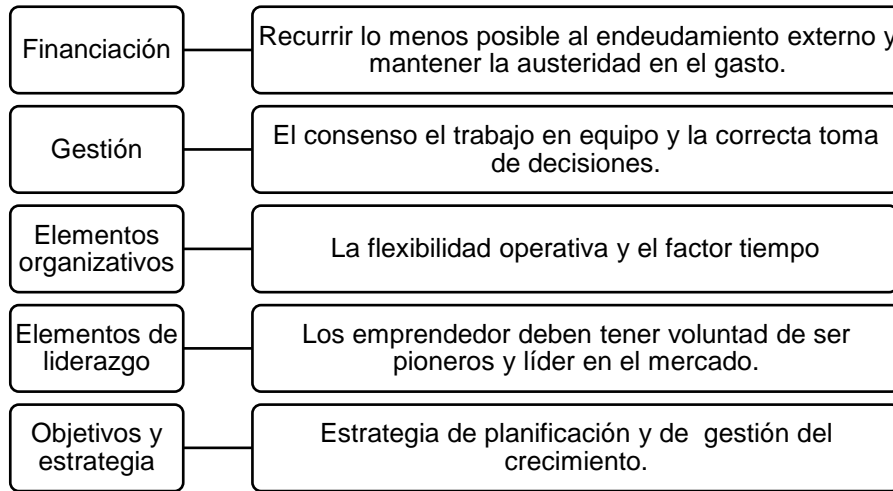 Financiación
Recurrir lo menos posible al endeudamiento externo y
mantener la austeridad en el gasto.
Gestión
El consenso el trabajo en equipo y la correcta toma
de decisiones.
Elementos
organizativos
La flexibilidad operativa y el factor tiempo
Elementos de
liderazgo
Los emprendedor deben tener voluntad de ser
pioneros y líder en el mercado.
Objetivos y
estrategia
Estrategia de planificación y de gestión del
crecimiento.